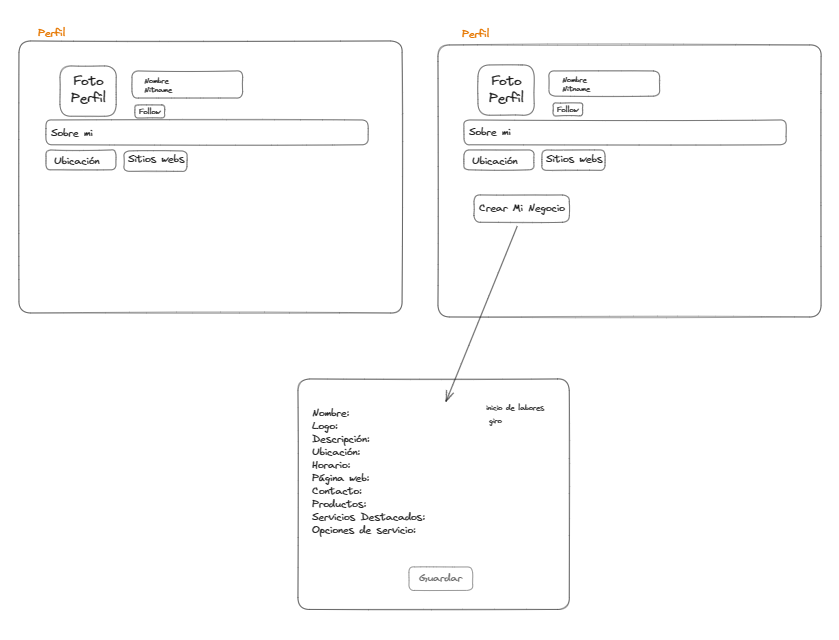 Perfil
Foto
Perfil
Nombre
Nitname
Follow
Sobre mi
Ubicación
Sitios webs
Perfil
Foto
Perfil
Nombre
Nitname
Follow
Sobre mi
Ubicación
Sitios webs
Crear Mi Negocio
Nombre:
Logo:
Descripción:
Ubicación:
Horario:
Página web:
Contacto:
Productos:
Servicios Destacados:
Opciones de servicio:
inicio de labores
giro
Guardar